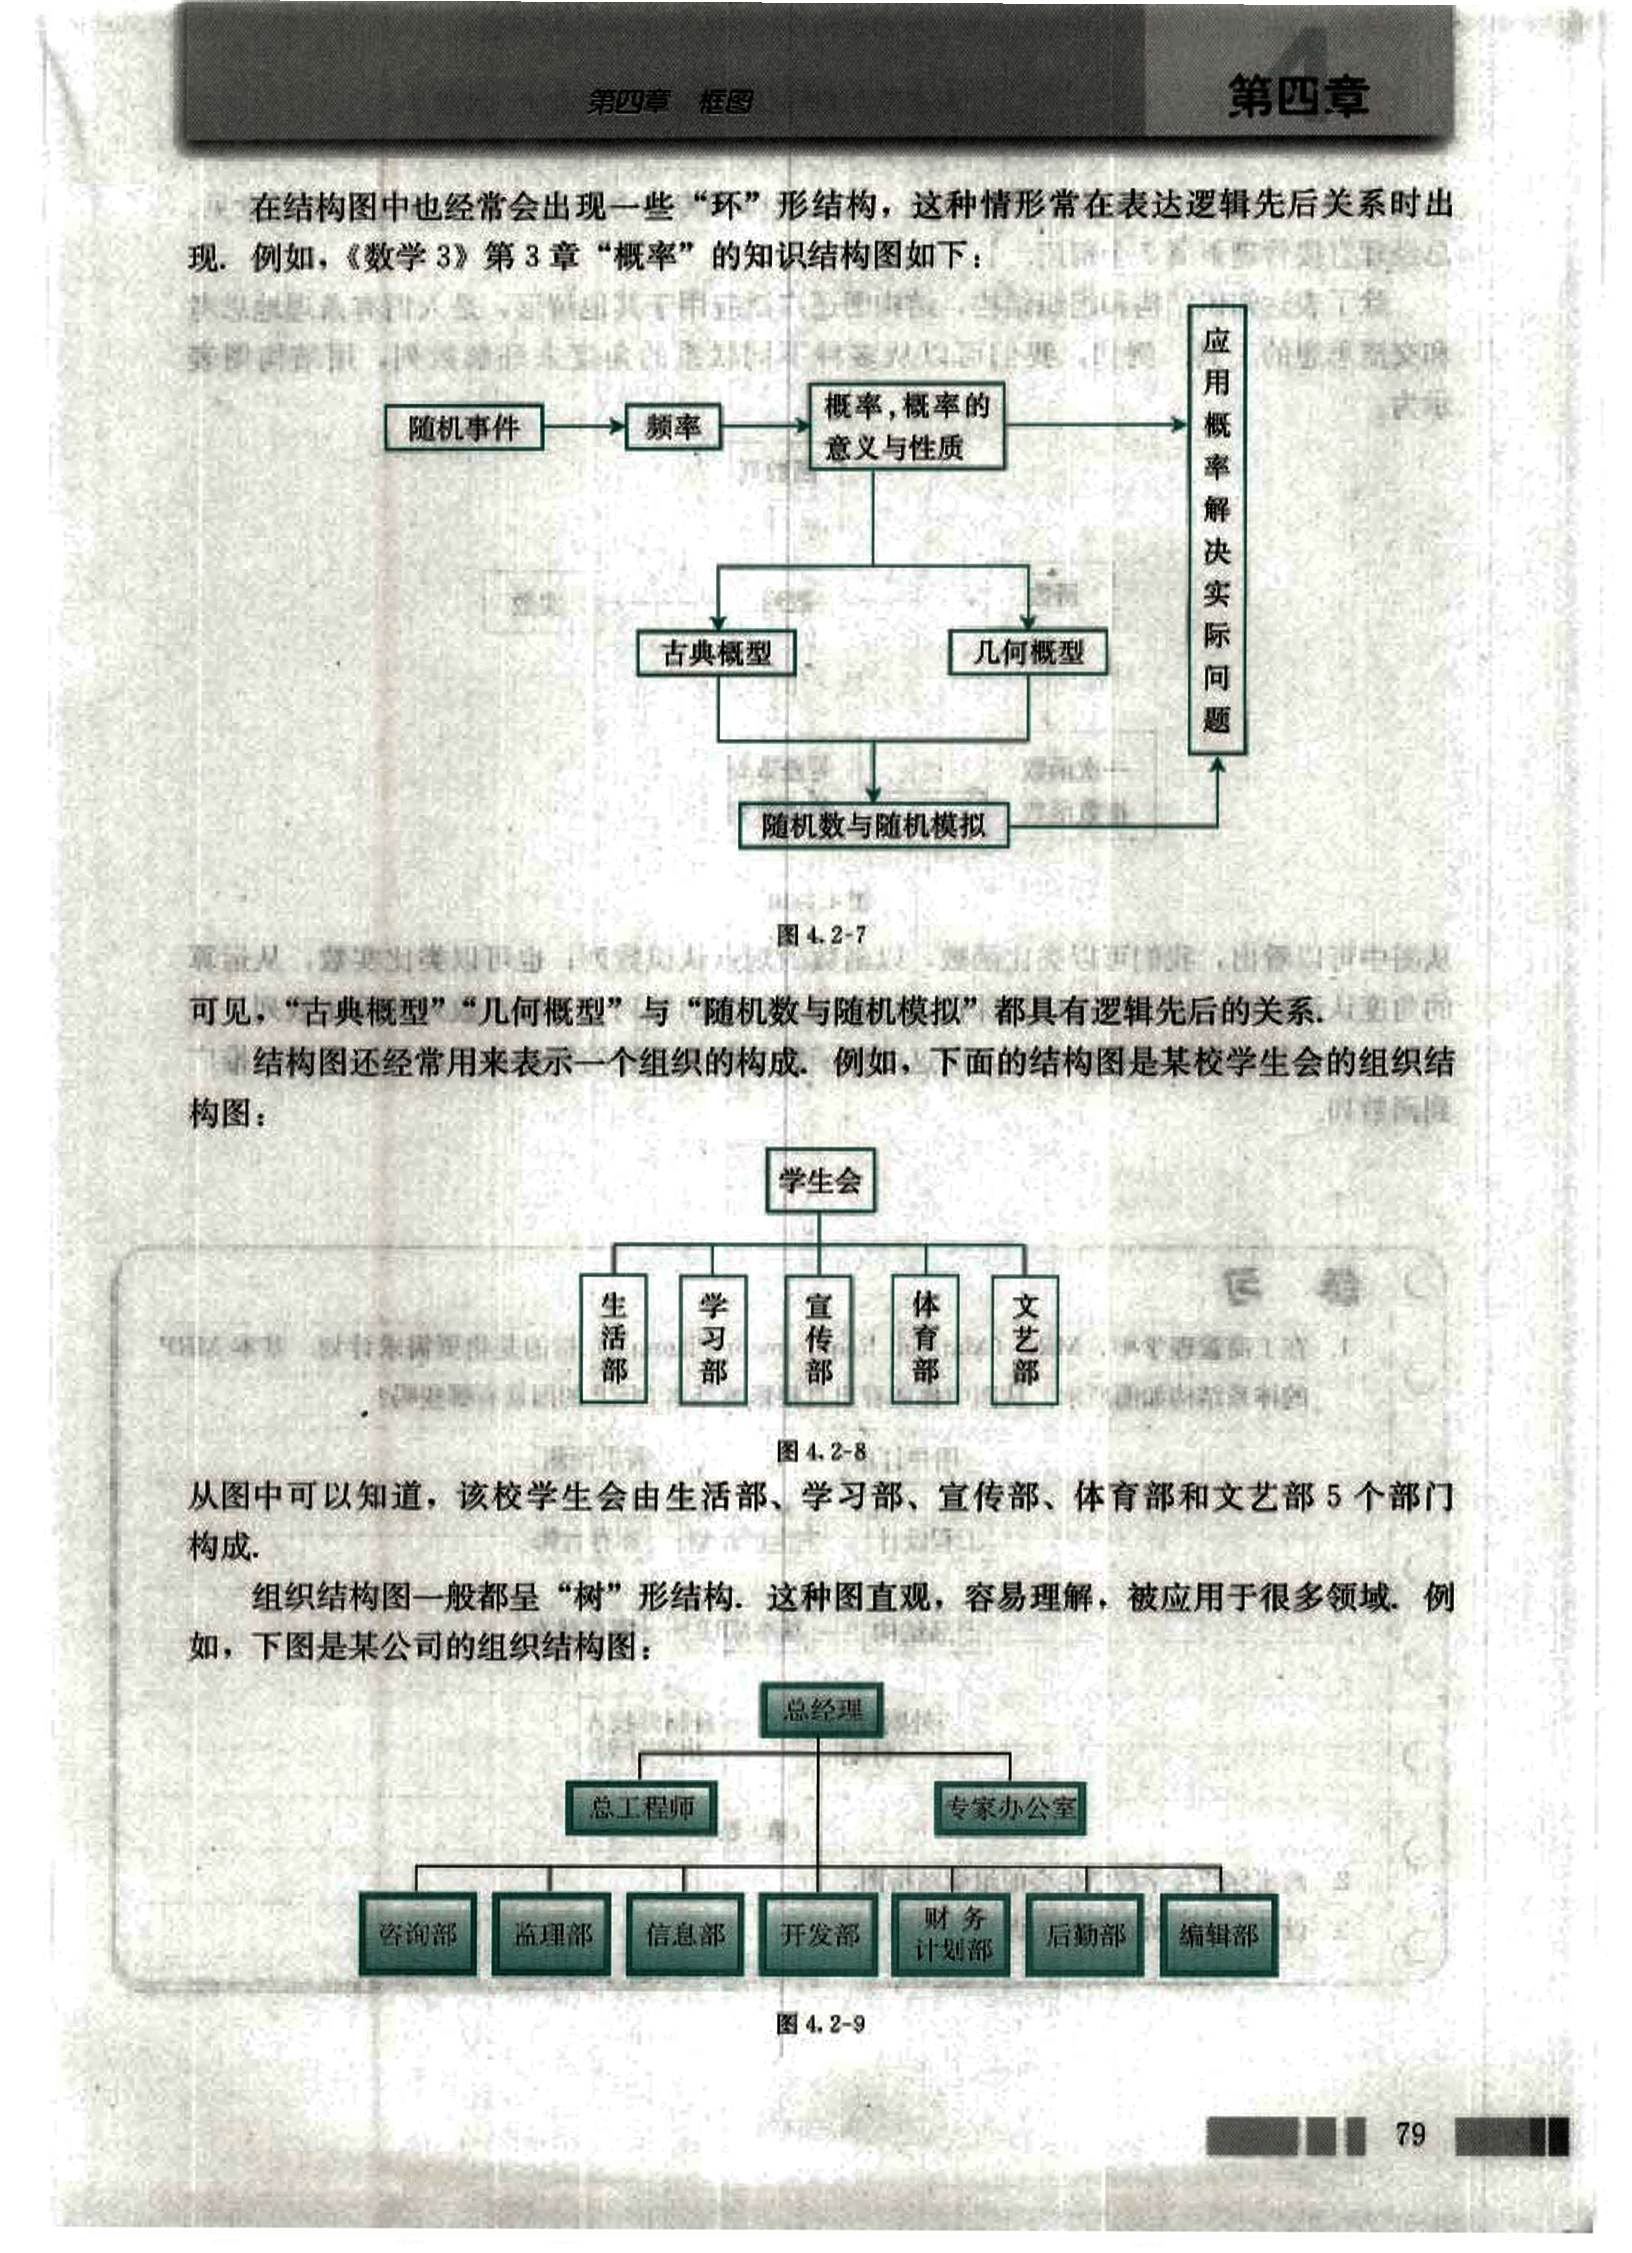 第四章 框图
第四章
在结构图中也经常会出现一些“环”形结构，这种情形常在表达逻辑先后关系时出
现. 例如，《数学3》第3章“概率”的知识结构图如下：
随机事件
频率
概率,概率的
意义与性质
应用概率解决实际问题
古典概型
几何概型
随机数与随机模拟
图 4.2-7
可见，“古典概型”“几何概型”与“随机数与随机模拟”都具有逻辑先后的关系.
结构图还经常用来表示一个组织的构成. 例如，下面的结构图是某校学生会的组织结
构图：
学生会
生活部
学习部
宣传部
体育部
文艺部
图 4.2-8
从图中可以知道，该校学生会由生活部、学习部、宣传部、体育部和文艺部 5 个部门
构成.
组织结构图一般都呈“树”形结构. 这种图直观，容易理解，被应用于很多领域. 例
如，下图是某公司的组织结构图：
总经理
总工程师
专家办公室
咨询部
监理部
信息部
开发部
财务
计划部
后勤部
编辑部
图 4.2-9
79